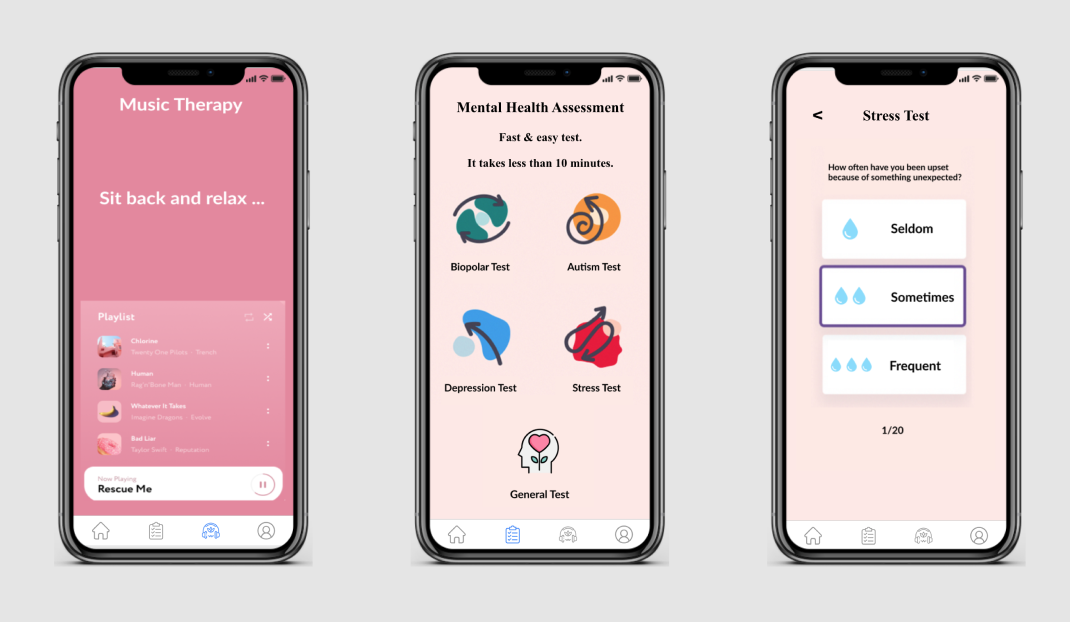 Music Therapy
Sit back and relax ...
Playlist
Chlorine
Twenty One Pilots · Trench
Human
Rag'n'Bone Man · Human
Whatever It Takes
Imagine Dragons · Evolve
Bad Liar
Taylor Swift · Reputation
Now Playing
Rescue Me
Mental Health Assessment
Fast & easy test.
It takes less than 10 minutes.
Biopolar Test
Autism Test
Depression Test
Stress Test
General Test
<
Stress Test
How often have you been upset
because of something unexpected?
Seldom
Sometimes
Frequent
1/20